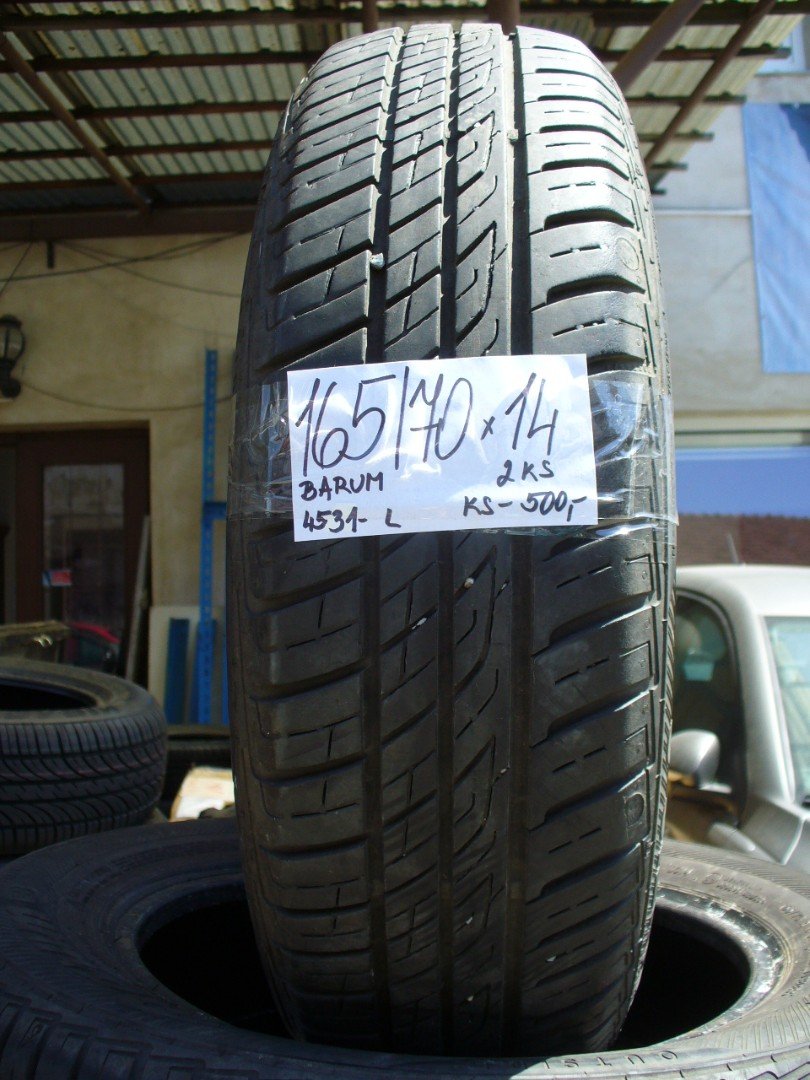 165/70 x 14
BARUM 2 KS
4531- L KS - 500,-